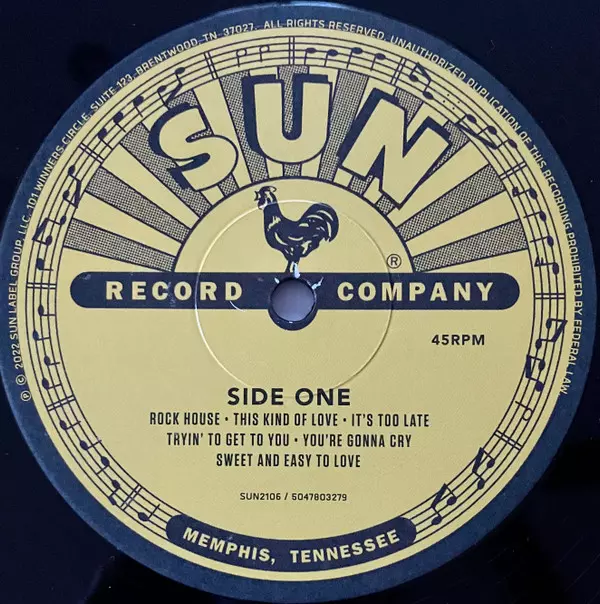 ℗ © 2022 SUN LABEL GROUP, LLC. 101 WINNERS CIRCLE, SUITE 123, BRENTWOOD, TN. 37027. ALL RIGHTS RESERVED. UNAUTHORIZED DUPLICATION OF THIS RECORDING PROHIBITED BY FEDERAL LAW.
SUN
®
RECORD COMPANY
45RPM
SIDE ONE
ROCK HOUSE • THIS KIND OF LOVE • IT'S TOO LATE
TRYIN' TO GET TO YOU • YOU'RE GONNA CRY
SWEET AND EASY TO LOVE
SUN2106 / 5047803279
MEMPHIS, TENNESSEE